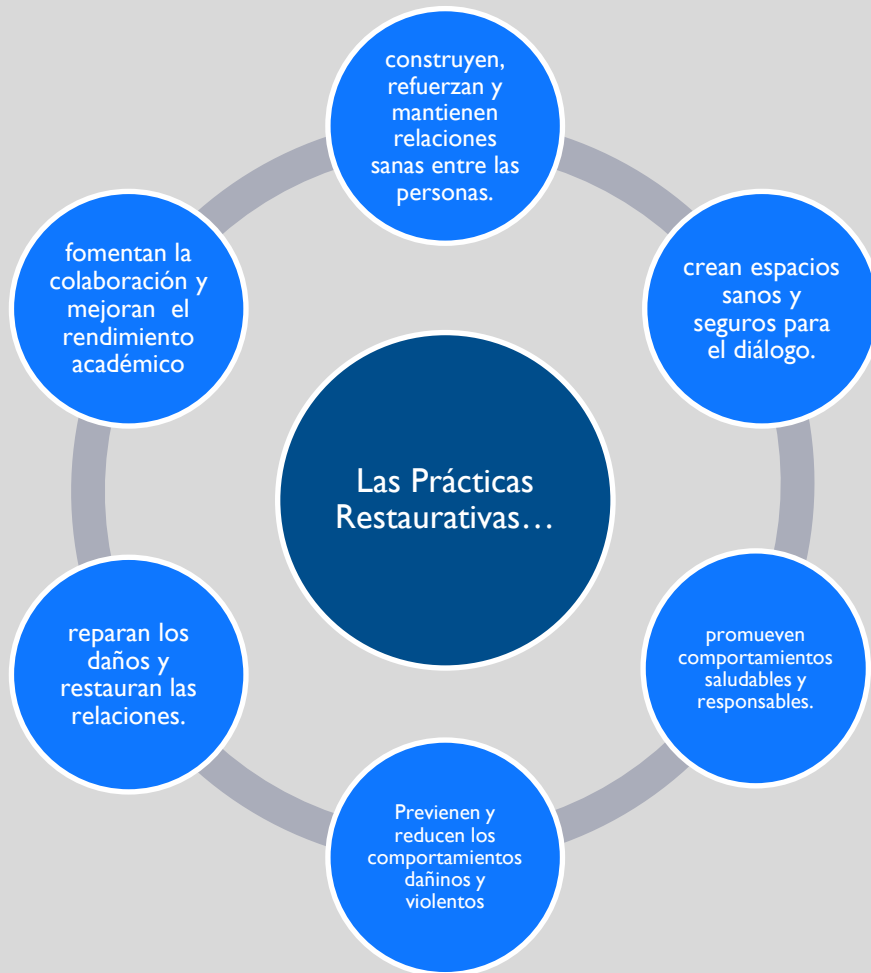 construyen,
refuerzan y
mantienen
relaciones
sanas entre las
personas.
crean espacios
sanos y
seguros para
el diálogo.
promueven
comportamientos
saludables y
responsables.
Previenen y
reducen los
comportamientos
dañinos y
violentos
reparan los
daños y
restauran las
relaciones.
fomentan la
colaboración y
mejoran  el
rendimiento
académico
Las Prácticas
Restaurativas…